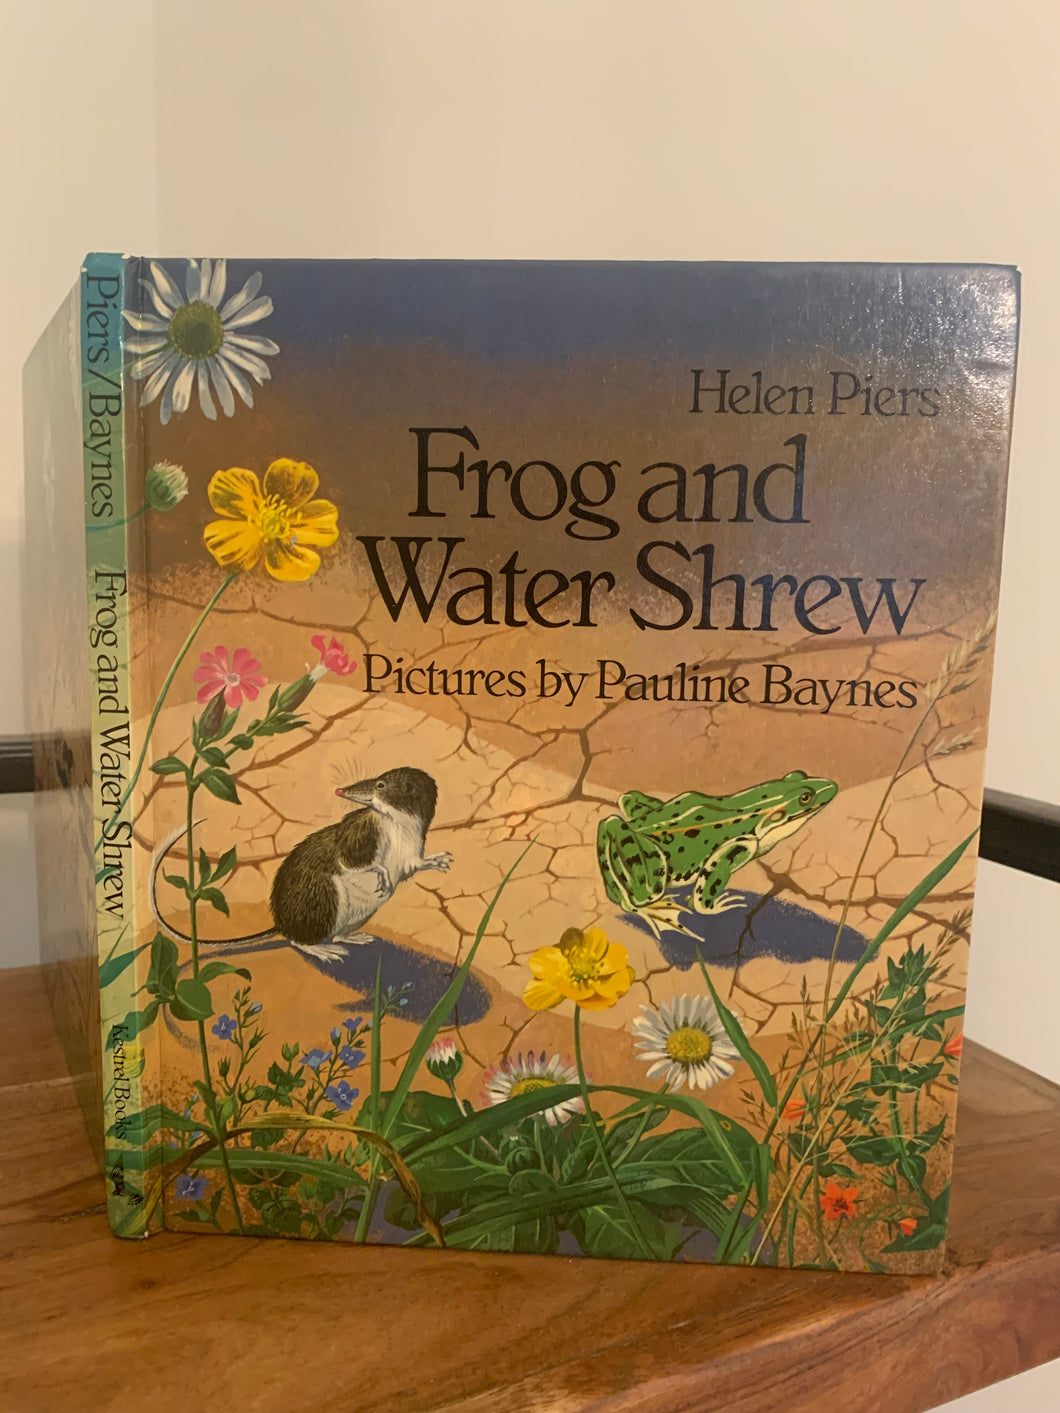 Piers/Baynes Frog and Water Shrew Kestrel Books
Helen Piers
Frog and
Water Shrew
Pictures by Pauline Baynes